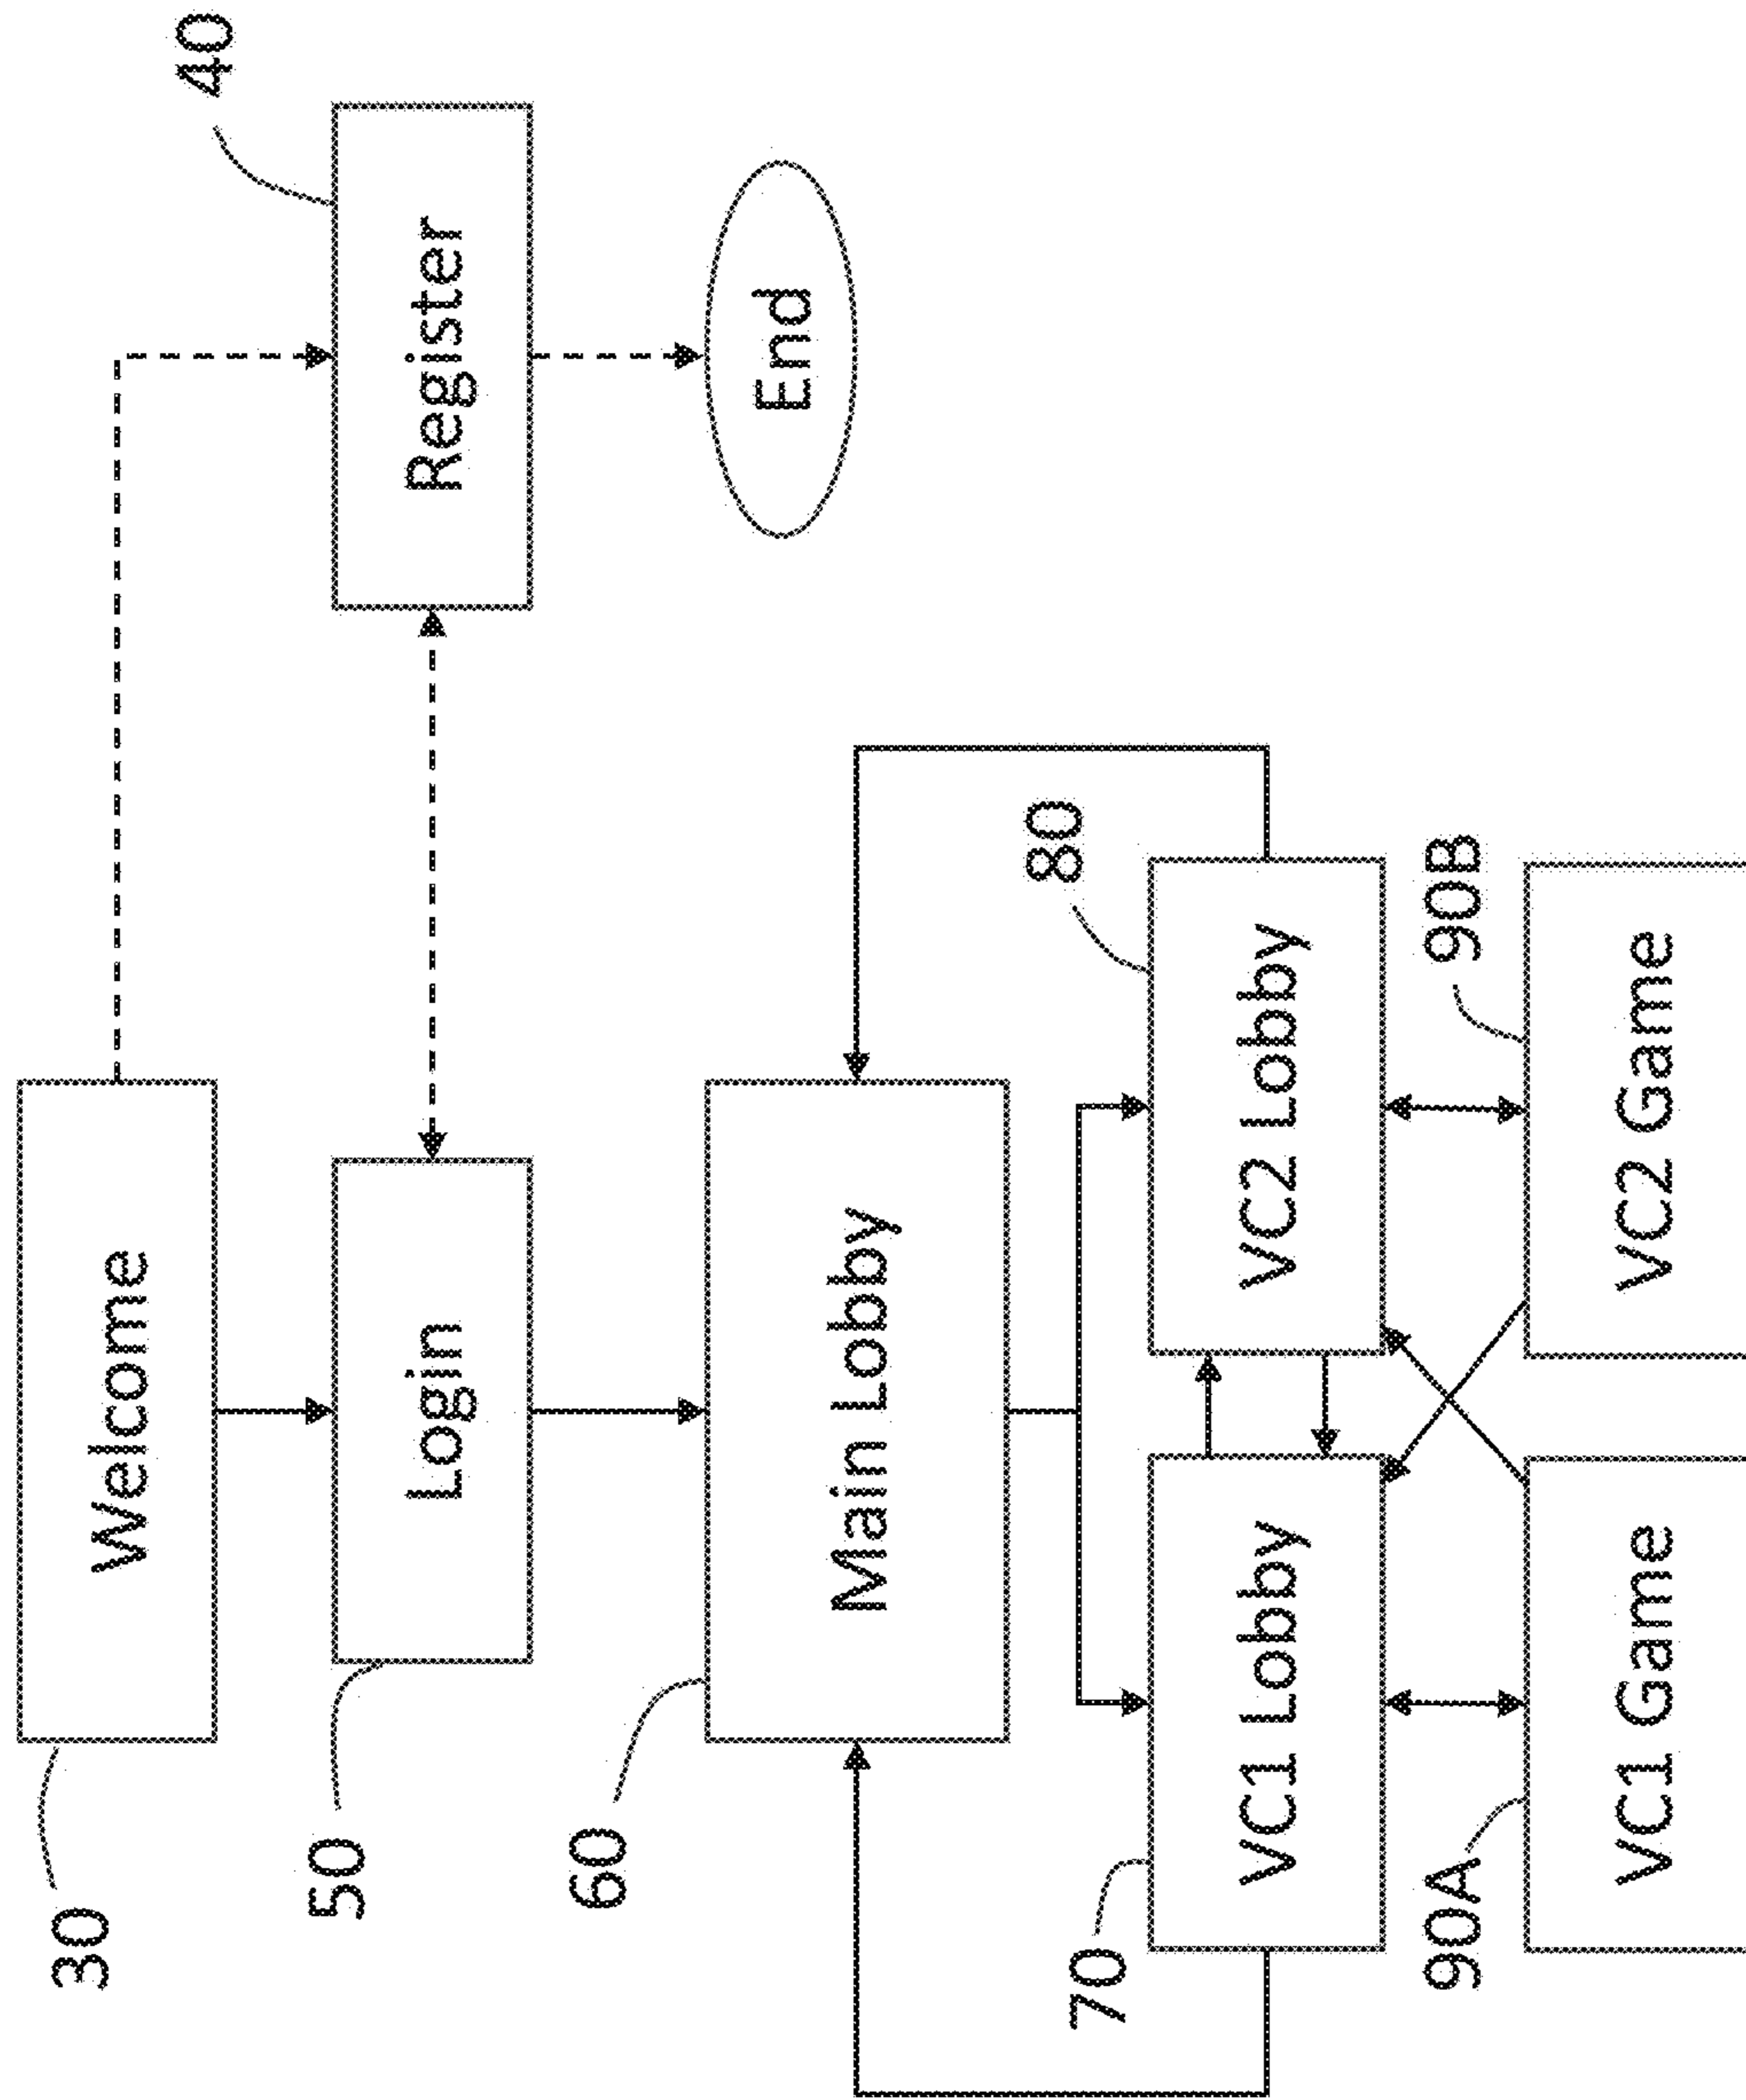 30
Welcome
40
50
Login
Register
60
Main Lobby
End
70
VC1 Lobby
80
VC2 Lobby
90A
VC1 Game
90B
VC2 Game